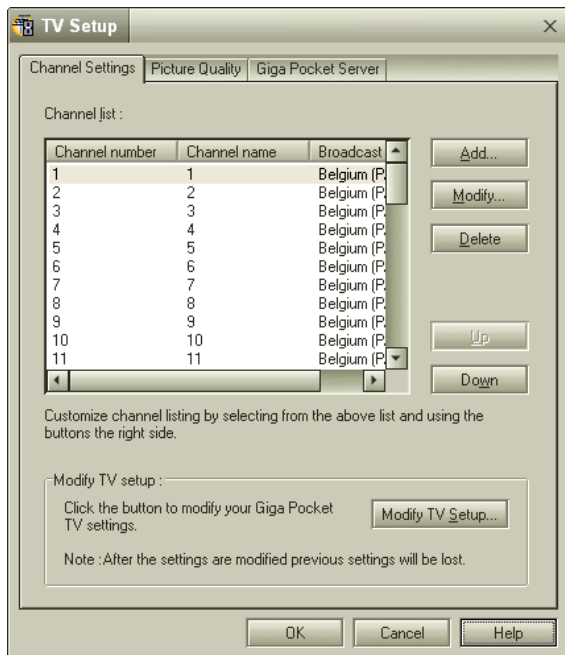 TV Setup
Channel Settings Picture Quality Giga Pocket Server
Channel list :
Channel number Channel name Broadcast
1 1 Belgium (P.
2 2 Belgium (P.
3 3 Belgium (P.
4 4 Belgium (P.
5 5 Belgium (P.
6 6 Belgium (P.
7 7 Belgium (P.
8 8 Belgium (P.
9 9 Belgium (P.
10 10 Belgium (P.
11 11 Belgium (P.
Add...
Modify...
Delete
Up
Down
Customize channel listing by selecting from the above list and using the
buttons the right side.
Modify TV setup :
Click the button to modify your Giga Pocket
TV settings.
Modify TV Setup...
Note :After the settings are modified previous settings will be lost.
OK Cancel Help